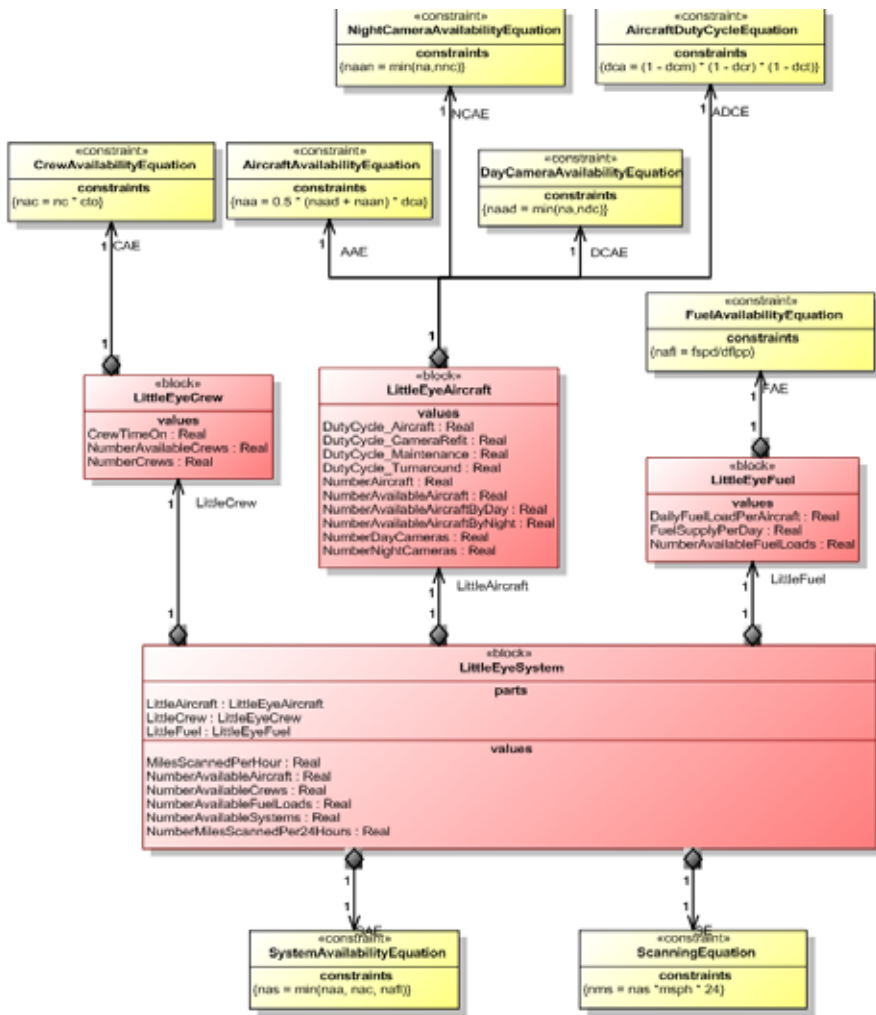 «constraint»
NightCameraAvailabilityEquation
constraints
{naan = min(na,nnc)}
«constraint»
AircraftDutyCycleEquation
constraints
{dca = (1 - dcm) * (1 - dcr) * (1 - dct)}
1
NCAE
1
ADCE
«constraint»
CrewAvailabilityEquation
constraints
{nac = nc * cto}
«constraint»
AircraftAvailabilityEquation
constraints
{naa = 0.5 * (naad + naan) * dca}
«constraint»
DayCameraAvailabilityEquation
constraints
{naad = min(na,ndc)}
1
CAE
1
AAE
1
DCAE
«constraint»
FuelAvailabilityEquation
constraints
{nafl = fspd/dflpp}
1
1
1
FAE
1
«block»
LittleEyeCrew
values
CrewTimeOn : Real
NumberAvailableCrews : Real
NumberCrews : Real
«block»
LittleEyeAircraft
values
DutyCycle_Aircraft : Real
DutyCycle_CameraRefit : Real
DutyCycle_Maintenance : Real
DutyCycle_Turnaround : Real
NumberAircraft : Real
NumberAvailableAircraft : Real
NumberAvailableAircraftByDay : Real
NumberAvailableAircraftByNight : Real
NumberDayCameras : Real
NumberNightCameras : Real
«block»
LittleEyeFuel
values
DailyFuelLoadPerAircraft : Real
FuelSupplyPerDay : Real
NumberAvailableFuelLoads : Real
1
LittleCrew
1
LittleAircraft
1
LittleFuel
1
1
1
«block»
LittleEyeSystem
parts
LittleAircraft : LittleEyeAircraft
LittleCrew : LittleEyeCrew
LittleFuel : LittleEyeFuel
values
MilesScannedPerHour : Real
NumberAvailableAircraft : Real
NumberAvailableCrews : Real
NumberAvailableFuelLoads : Real
NumberAvailableSystems : Real
NumberMilesScannedPer24Hours : Real
1
1
1
1
SAE
SE
«constraint»
SystemAvailabilityEquation
constraints
{nas = min(naa, nac, nafl)}
«constraint»
ScanningEquation
constraints
{nms = nas *msph * 24}